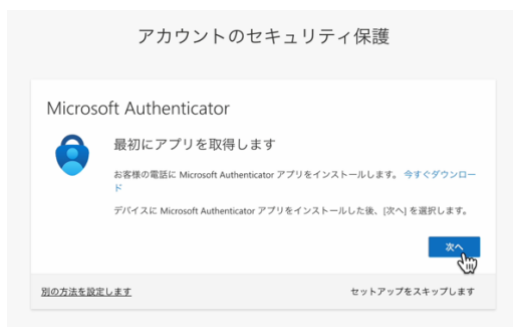 アカウントのセキュリティ保護
Microsoft Authenticator
最初にアプリを取得します
お客様の電話に Microsoft Authenticator アプリをインストールします。 今すぐダウンロー
ド
デバイスに Microsoft Authenticator アプリをインストールした後、[次へ] を選択します。
次へ
別の方法を設定します
セットアップをスキップします